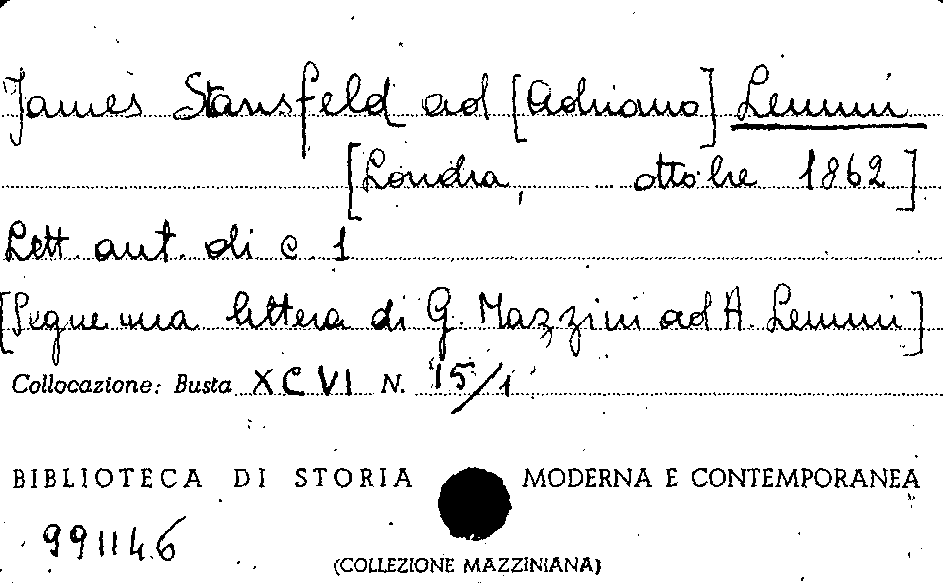 James Stansfeld ad [Adriano] Lemmi
[Londra, ottobre 1862]
Lett. aut. di c. 1
[Segue una lettera di G. Mazzini ad A. Lemmi]
Collocazione: Busta XCVI N. 15/1
BIBLIOTECA DI STORIA MODERNA E CONTEMPORANEA
991146
(COLLEZIONE MAZZINIANA)